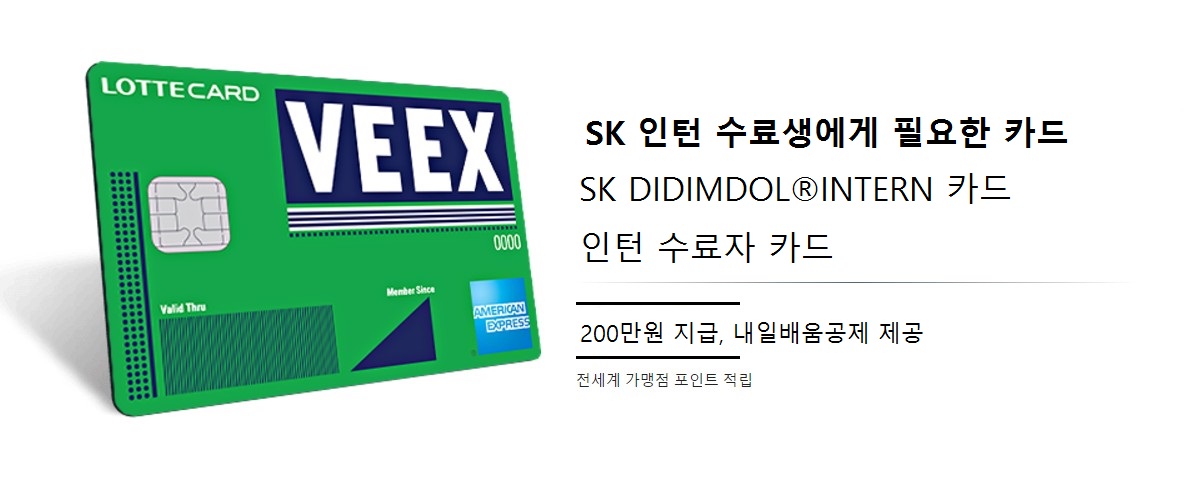 LOTTECARD
VEEX
0000
Valid Thru
Member Since
AMERICAN
EXPRESS
SK 인턴 수료생에게 필요한 카드
SK DIDIMDOL®INTERN 카드
인턴 수료자 카드
200만원 지급, 내일배움공제 제공
전세계 가맹점 포인트 적립